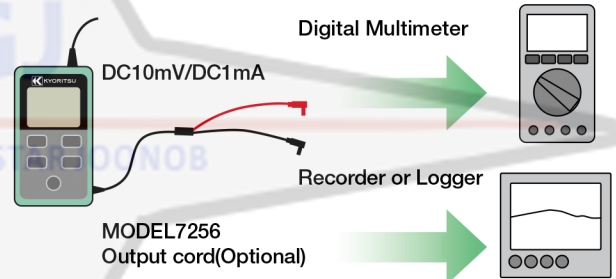 Digital Multimeter
KYORITSU
DC10mV/DC1mA
Recorder or Logger
MODEL7256
Output cord(Optional)